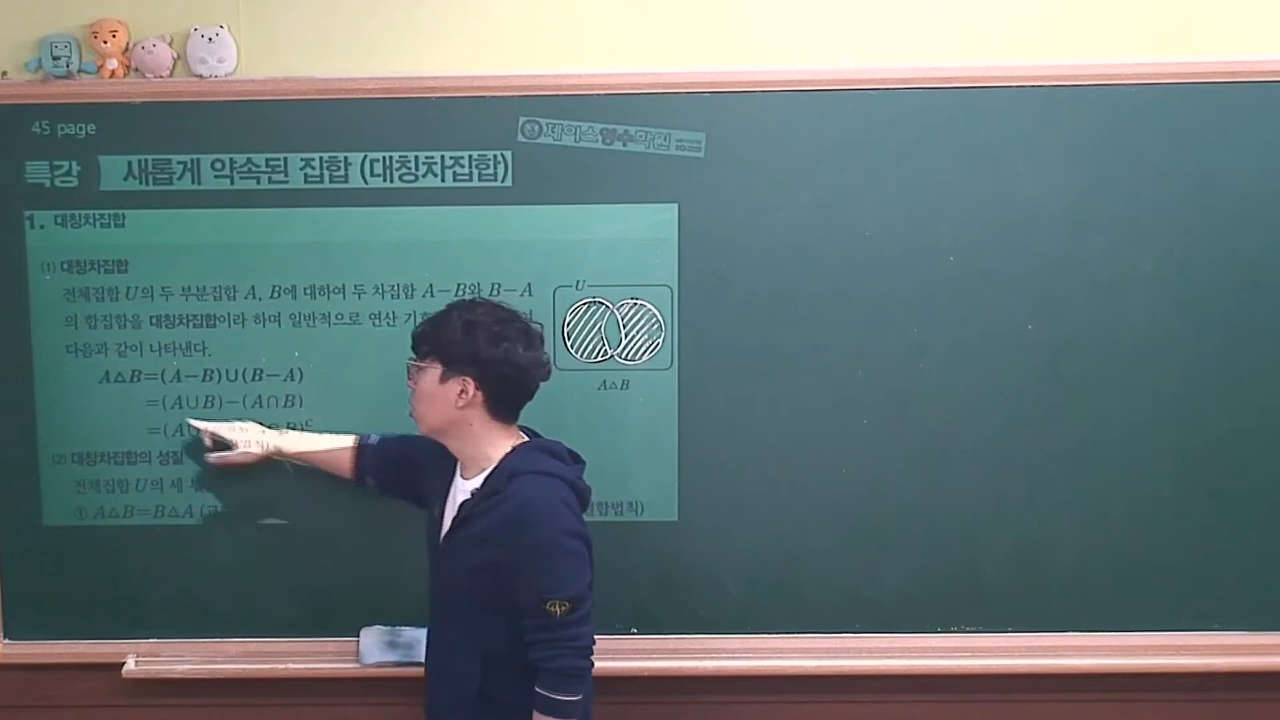 45 page
제이스영수학원
특강 새롭게 약속된 집합 (대칭차집합)
1. 대칭차집합
(1) 대칭차집합
전체집합 U의 두 부분집합 A, B에 대하여 두 차집합 A-B와 B-A
의 합집합을 대칭차집합이라 하며 일반적으로 연산
다음과 같이 나타낸다.
A△B=(A-B)∪(B-A)
=(A∪B)-(A∩B)
=(A∪
U
A△B
(2) 대칭차집합의 성질
전체집합 U의 세
① A△B=B△A
합법칙)